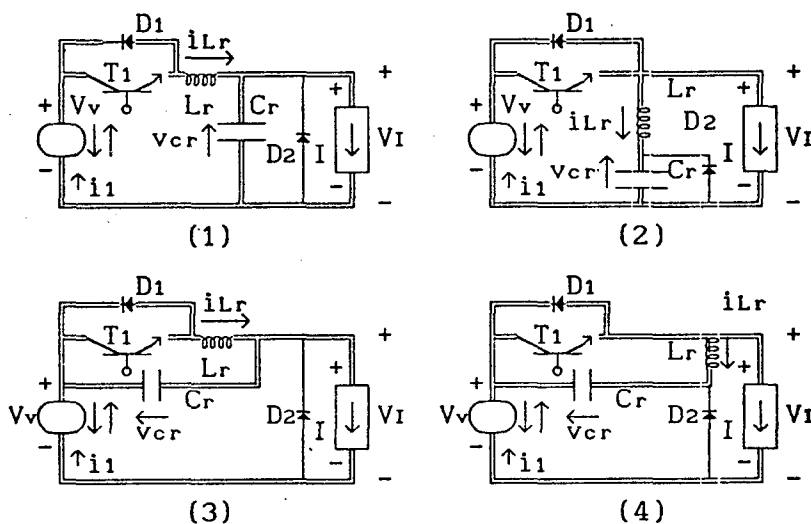 D1
iLr
T1
+
+
+
Vv
Lr
Cr
vcr
D2
I
VI
-
i1
-
-
(1)
D1
T1
Lr
+
+
+
Vv
iLr
D2
I
VI
vcr
Cr
-
i1
-
-
(2)
D1
iLr
T1
+
Lr
+
+
Cr
Vv
vcr
D2
I
VI
-
i1
-
-
(3)
D1
iLr
T1
+
Lr
+
+
Cr
Vv
vcr
D2
I
VI
-
i1
-
-
(4)